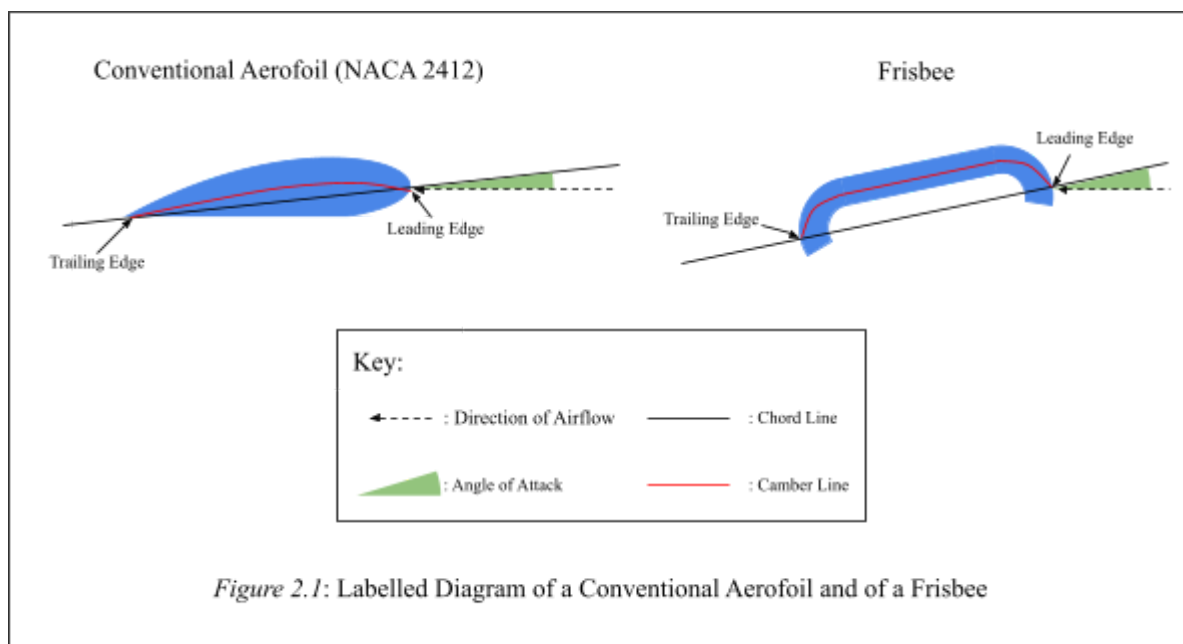 Conventional Aerofoil (NACA 2412)
Frisbee
Leading Edge
Trailing Edge
Leading Edge
Trailing Edge
Key:
: Direction of Airflow
: Chord Line
: Angle of Attack
: Camber Line
Figure 2.1: Labelled Diagram of a Conventional Aerofoil and of a Frisbee